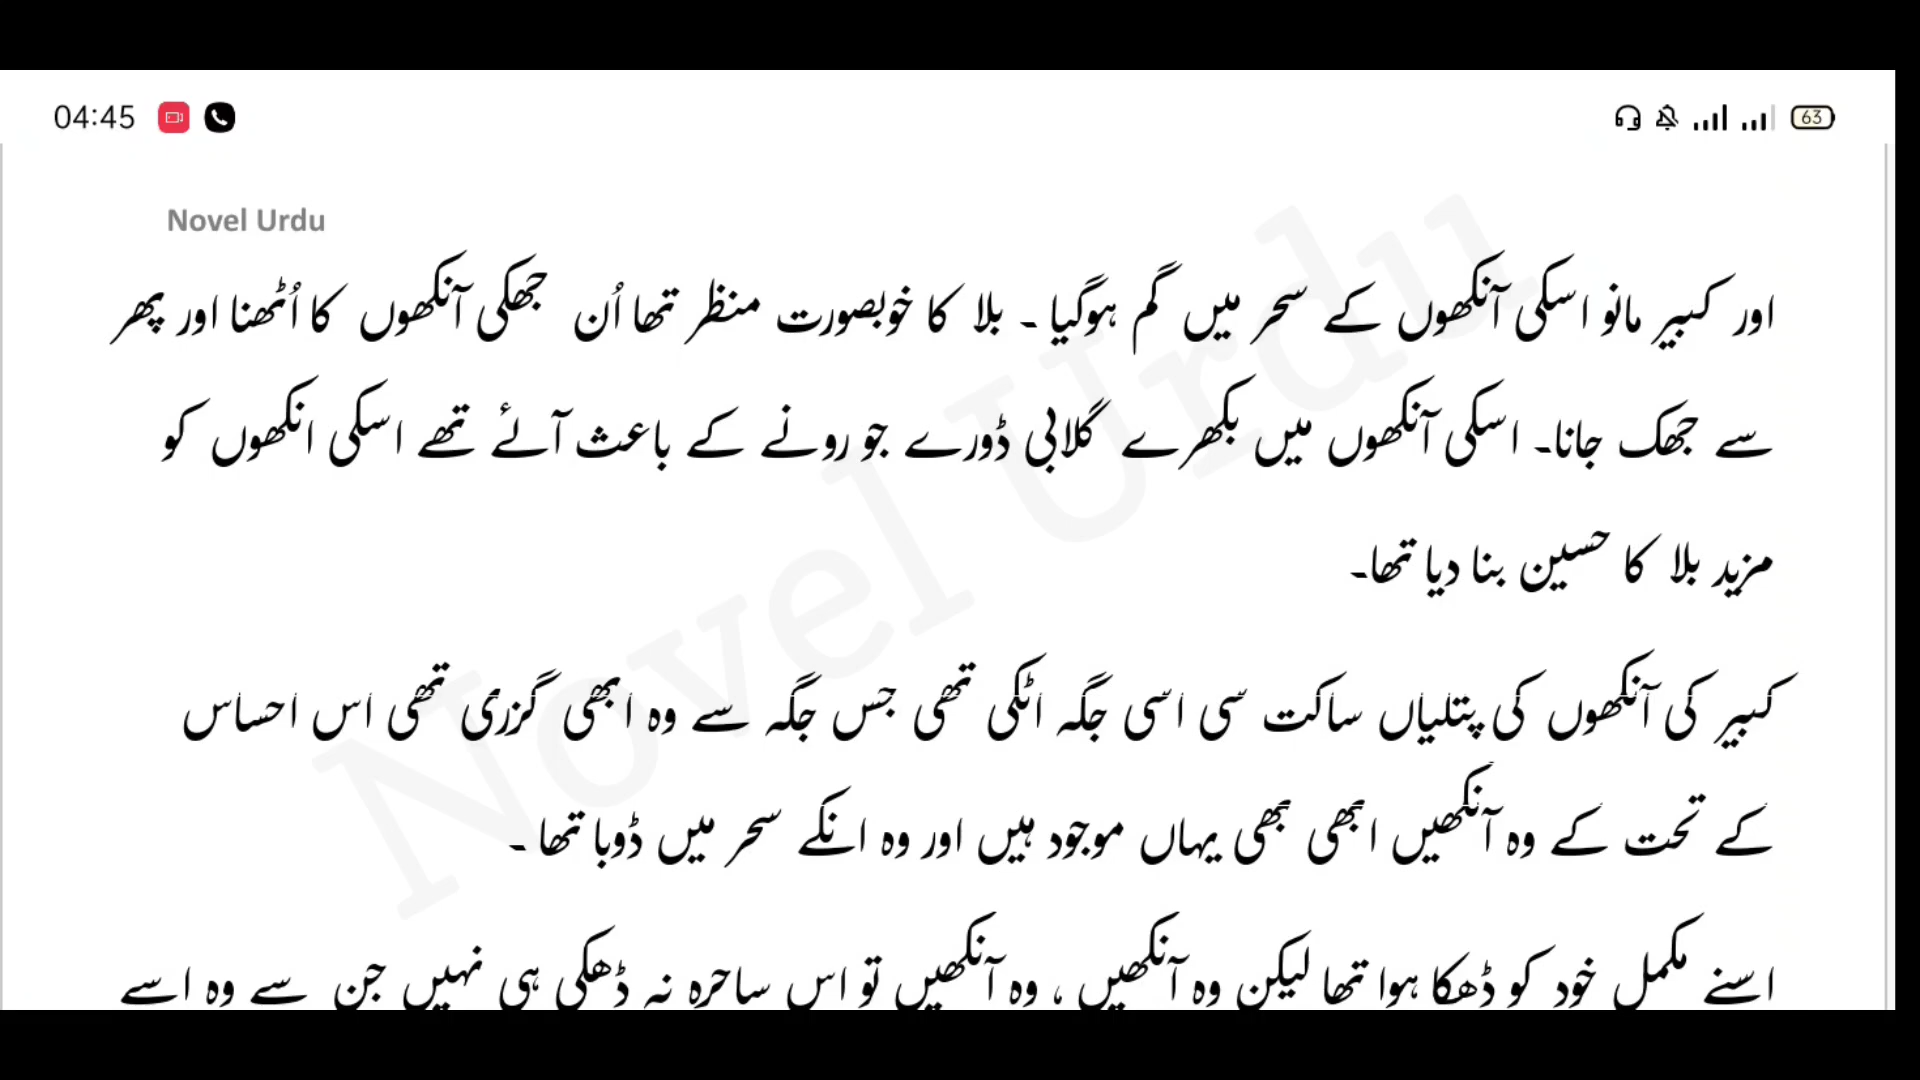 04:45
63
Novel Urdu
اور کبیر مانو اسکی آنکھوں کے سحر میں گم ہوگیا ۔ بلا کا خوبصورت منظر تھا اُن جھکی آنکھوں کا اُٹھنا اور پھر
سے جھک جانا۔ اسکی آنکھوں میں بکھرے گلابی ڈورے جو رونے کے باعث آئے تھے اسکی انکھوں کو
مزید بلا کا حسین بنا دیا تھا۔
کبیر کی آنکھوں کی پتلیاں ساکت سی اسی جگہ اٹکی تھی جس جگہ سے وہ ابھی گزری تھی اس احساس
کے تحت کے وہ آنکھیں ابھی بھی یہاں موجود ہیں اور وہ انکے سحر میں ڈوبا تھا ۔
اسنے مکمل خود کو ڈھکا ہوا تھا لیکن وہ آنکھیں ، وہ آنکھیں تو اس ساحرہ نہ ڈھکی ہی نہیں جن سے وہ اسے
Novel Urdu